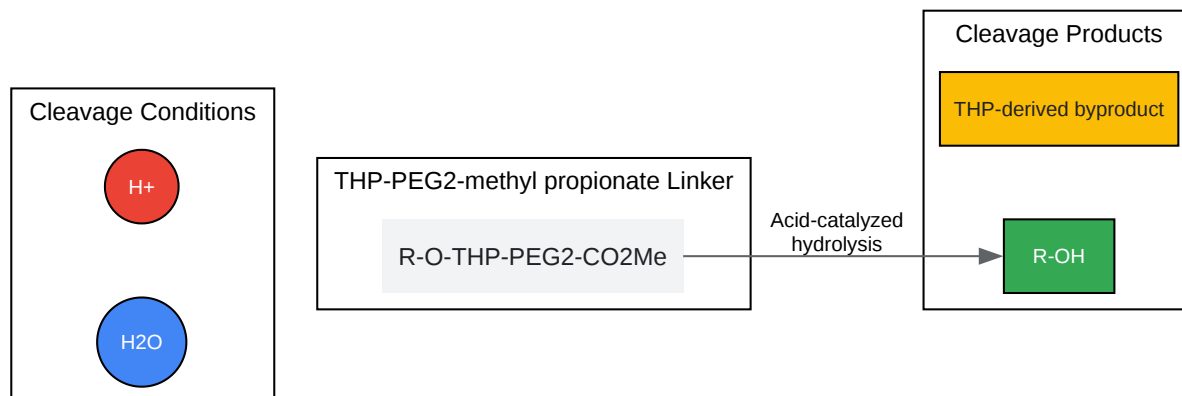 Cleavage Conditions
H+
H2O
THP-PEG2-methyl propionate Linker
R-O-THP-PEG2-CO2Me
Acid-catalyzed
hydrolysis
Cleavage Products
THP-derived byproduct
R-OH